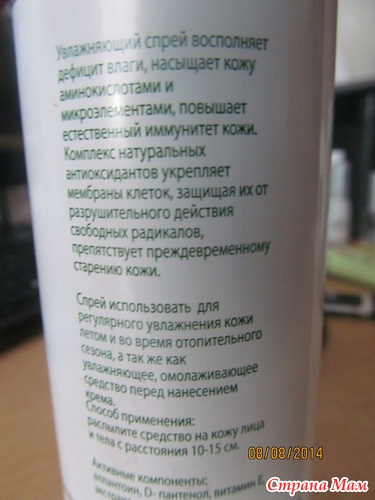 Увлажняющий спрей восполняет
дефицит влаги, насыщает кожу
аминокислотами и
микроэлементами, повышает
естественный иммунитет кожи.
Комплекс натуральных
антиоксидантов укрепляет
мембраны клеток, защищая их от
разрушительного действия
свободных радикалов,
препятствует преждевременному
старению кожи.
Спрей использовать для
регулярного увлажнения кожи
летом и во время отопительного
сезона, а так же как
увлажняющее, омолаживающее
средство перед нанесением
крема.
Способ применения:
распылите средство на кожу лица
и тела с расстояния 10-15 см.
Активные компоненты:
аллантоин, D- пантенол, витамин Е,
08/08/2014
Страна Мам